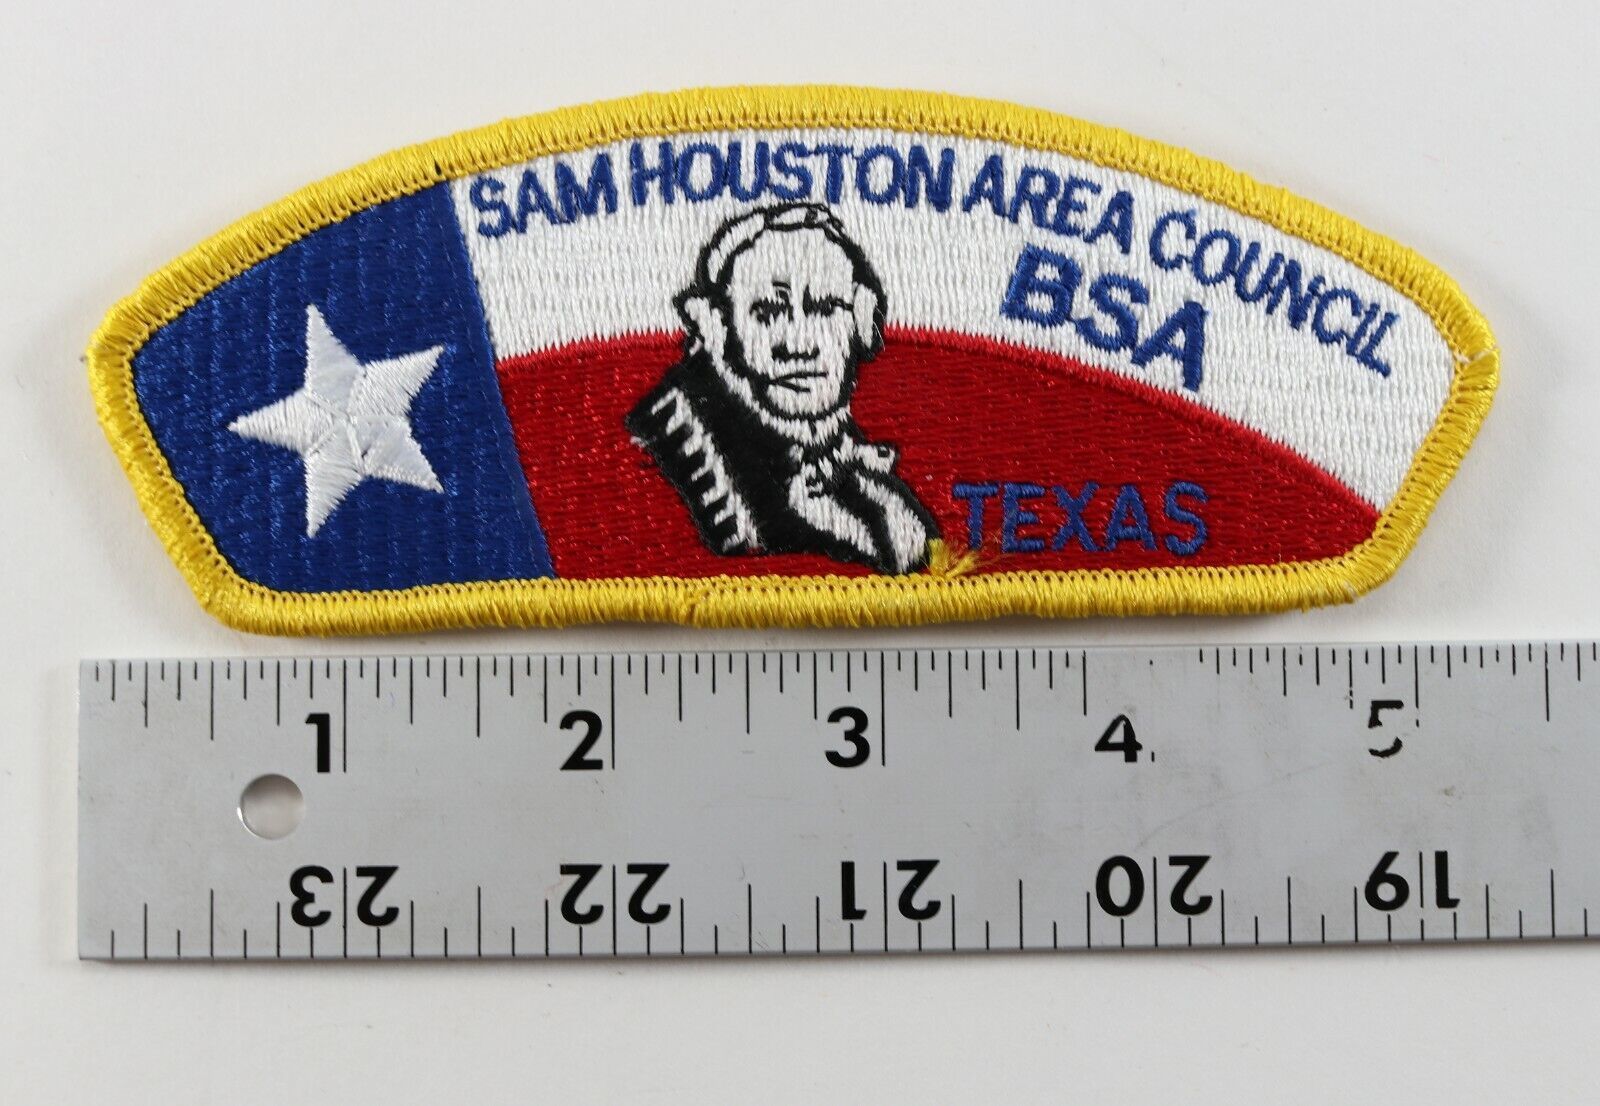 SAM HOUSTON AREA COUNCIL
BSA
TEXAS
1 2 3 4 5
23 22 21 20 19